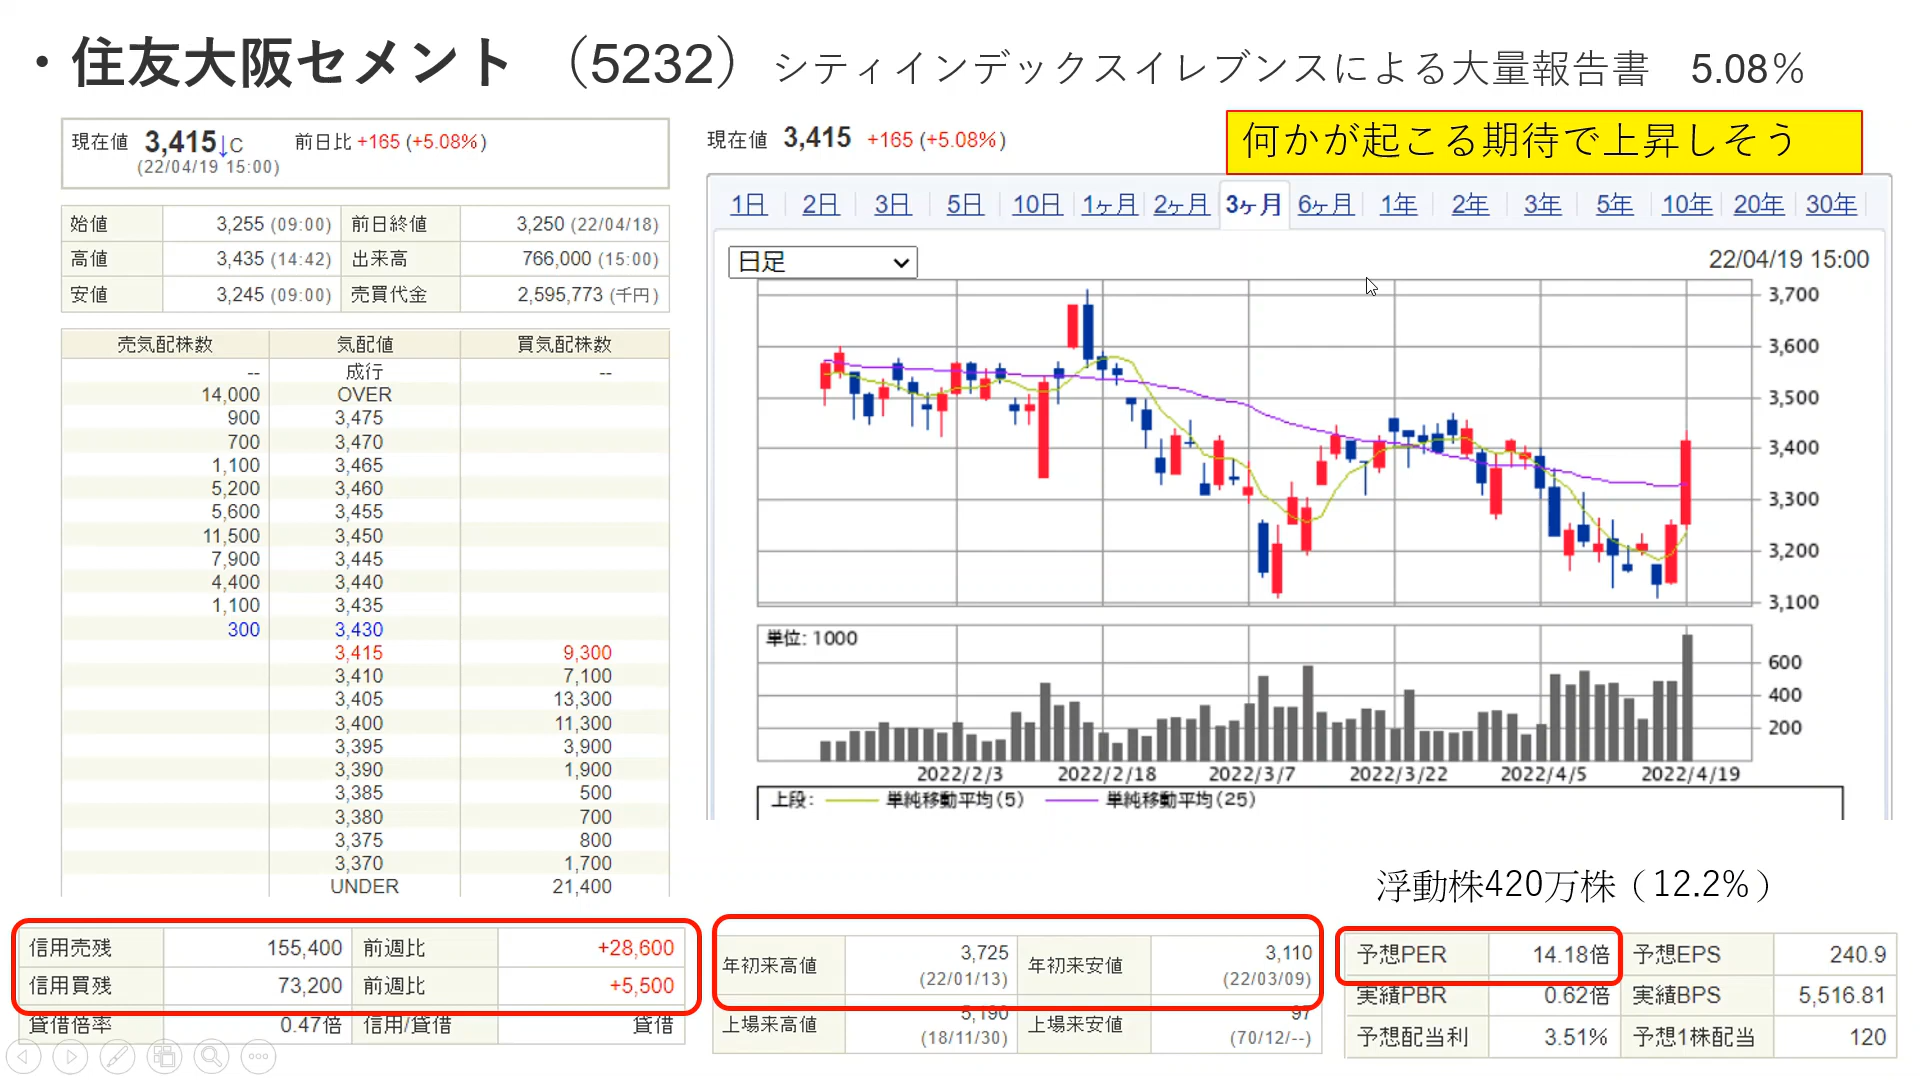 ・住友大阪セメント （5232） シティインデックスイレブンスによる大量報告書 5.08%
何かが起こる期待で上昇しそう
現在値 3,415↓C 前日比 +165 (+5.08%)
(22/04/19 15:00)
始値 3,255 (09:00) 前日終値 3,250 (22/04/18)
高値 3,435 (14:42) 出来高 766,000 (15:00)
安値 3,245 (09:00) 売買代金 2,595,773 (千円)
売気配株数 気配値 買気配株数
-- 成行 --
14,000 OVER
900 3,475
700 3,470
1,100 3,465
5,200 3,460
5,600 3,455
11,500 3,450
7,900 3,445
4,400 3,440
1,100 3,435
300 3,430
3,415 9,300
3,410 7,100
3,405 13,300
3,400 11,300
3,395 3,900
3,390 1,900
3,385 500
3,380 700
3,375 800
3,370 1,700
UNDER 21,400
現在値 3,415 +165 (+5.08%)
1日 2日 3日 5日 10日 1ヶ月 2ヶ月 3ヶ月 6ヶ月 1年 2年 3年 5年 10年 20年 30年
日足
22/04/19 15:00
3,700
3,600
3,500
3,400
3,300
3,200
3,100
単位: 1000
600
400
200
2022/2/3 2022/2/18 2022/3/7 2022/3/22 2022/4/5 2022/4/19
上段: 単純移動平均(5) 単純移動平均(25)
浮動株420万株（12.2%）
信用売残 155,400 前週比 +28,600
信用買残 73,200 前週比 +5,500
貸借倍率 0.47倍 信用/貸借 貸借
年初来高値 3,725 (22/01/13) 年初来安値 3,110 (22/03/09)
上場来高値 5,190 (18/11/30) 上場来安値 97 (70/12/--)
予想PER 14.18倍 予想EPS 240.9
実績PBR 0.62倍 実績BPS 5,516.81
予想配当利 3.51% 予想1株配当 120